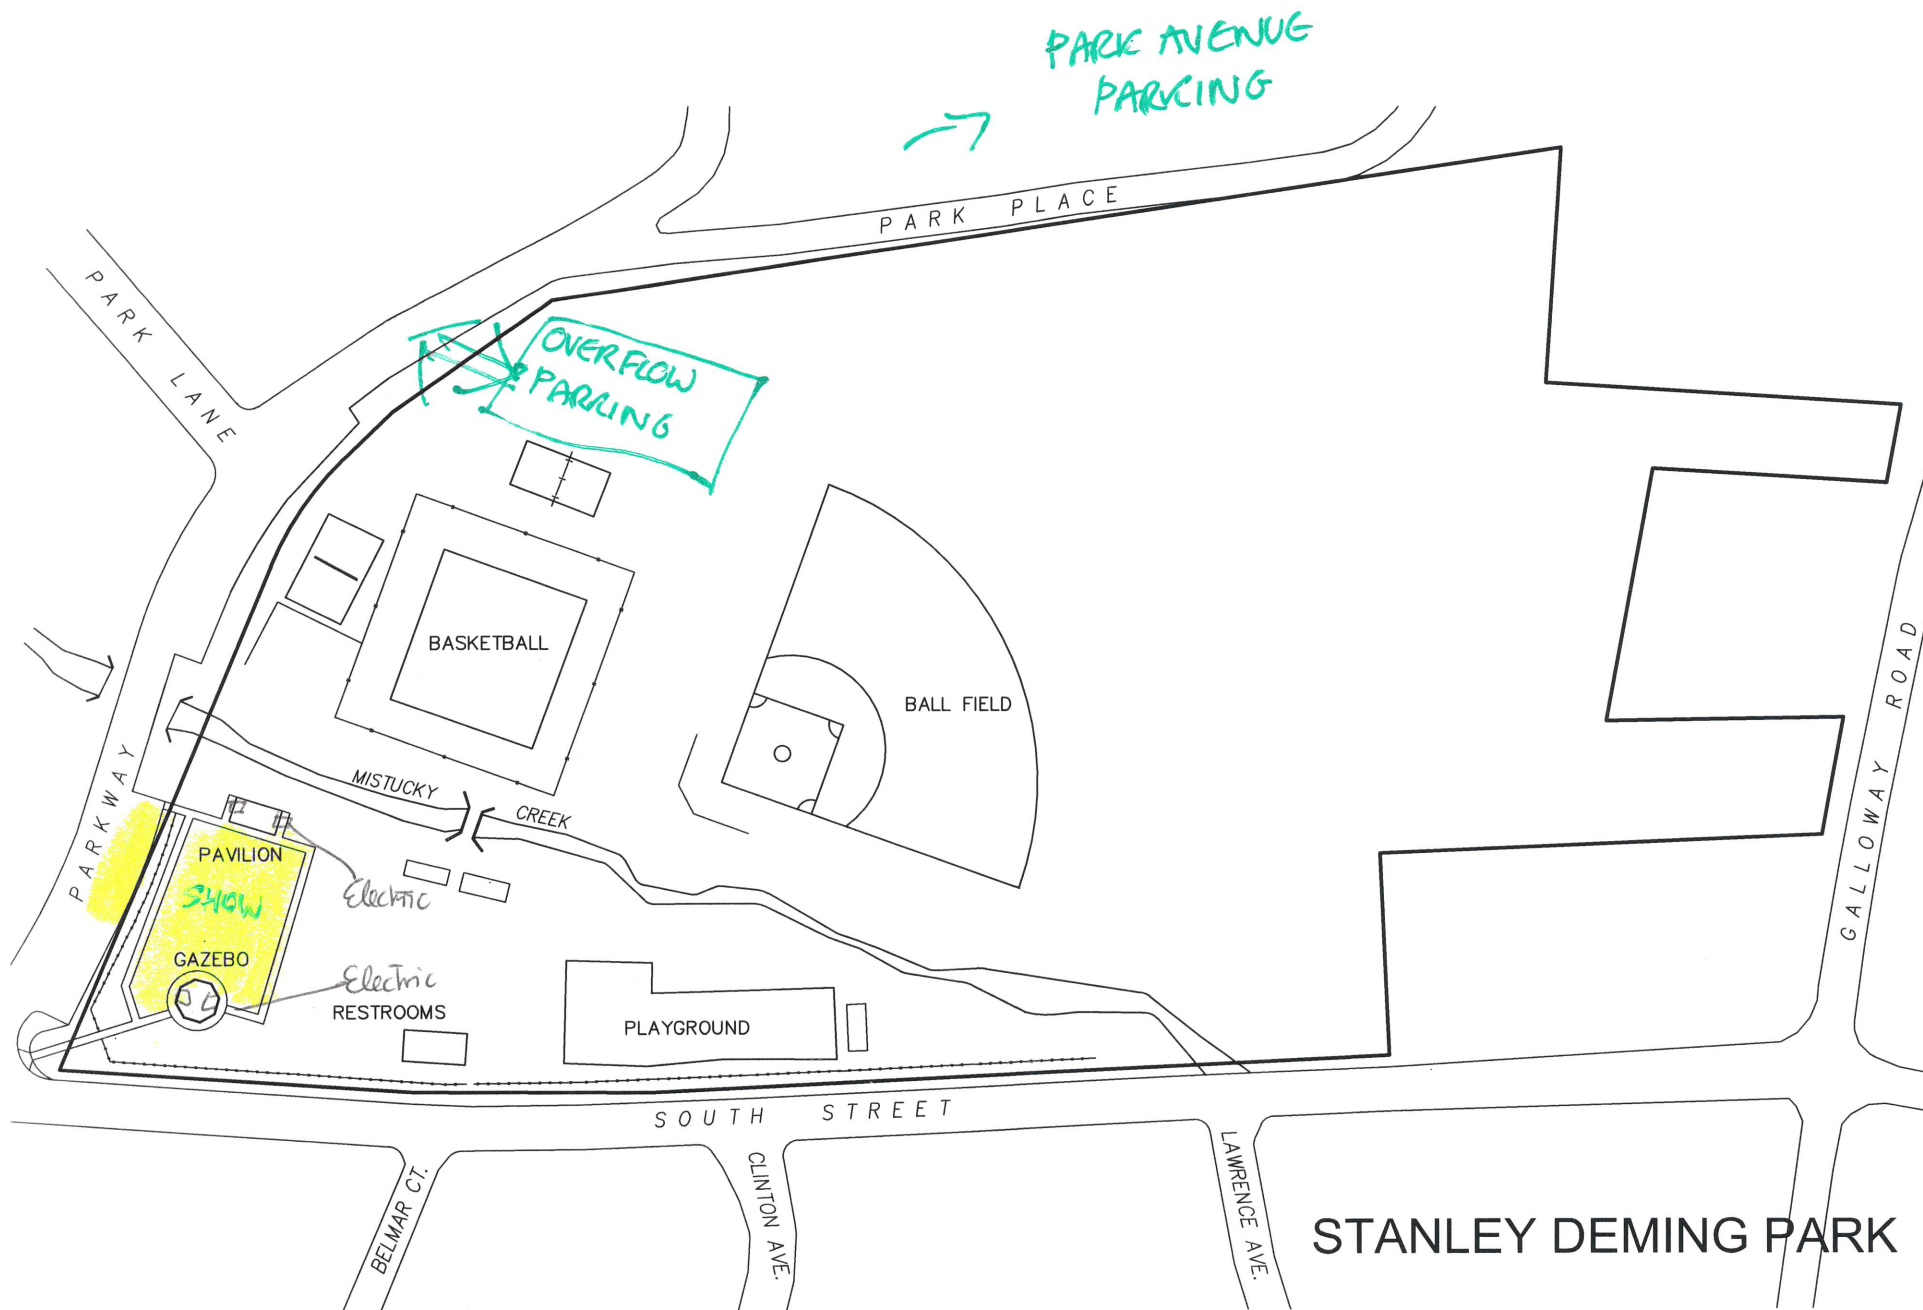 PARK AVENUE
PARKING
PARK PLACE
PARK LANE
OVERFLOW
PARKING
BASKETBALL
BALL FIELD
GALLOWAY ROAD
PARKWAY
MISTUCKY
CREEK
PAVILION
SHOW
Electric
GAZEBO
Electric
RESTROOMS
PLAYGROUND
SOUTH STREET
BELMAR CT.
CLINTON AVE.
LAWRENCE AVE.
STANLEY DEMING PARK